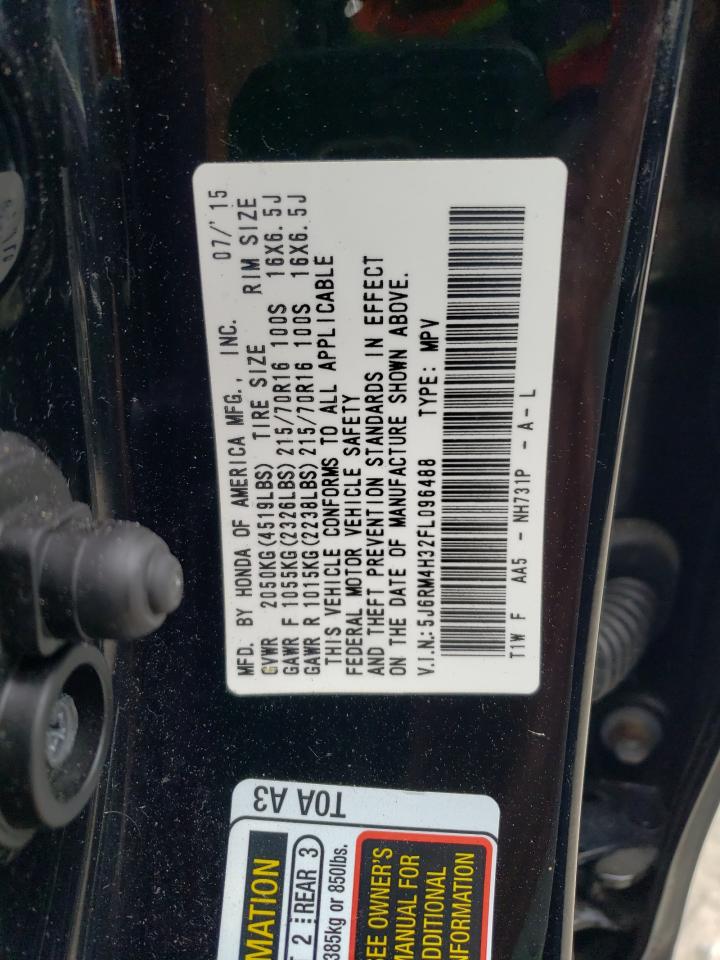 MFD. BY HONDA OF AMERICA MFG., INC. 07/'15
GVWR 2050KG(4519LBS) TIRE SIZE RIM SIZE
GAWR F 1055KG(2326LBS)215/70R16 100S 16X6.5J
GAWR R 1015KG(2238LBS)215/70R16 100S 16X6.5J
THIS VEHICLE CONFORMS TO ALL APPLICABLE
FEDERAL MOTOR VEHICLE SAFETY
AND THEFT PREVENTION STANDARDS IN EFFECT
ON THE DATE OF MANUFACTURE SHOWN ABOVE.
V.I.N.:5J6RM4H32FL096488 TYPE: MPV
T1W F AA5 - NH731P - A - L
T0A A3
MATION
2 REAR 3
385kg or 850lbs.
EE OWNER'S
MANUAL FOR
DDITIONAL
NFORMATION